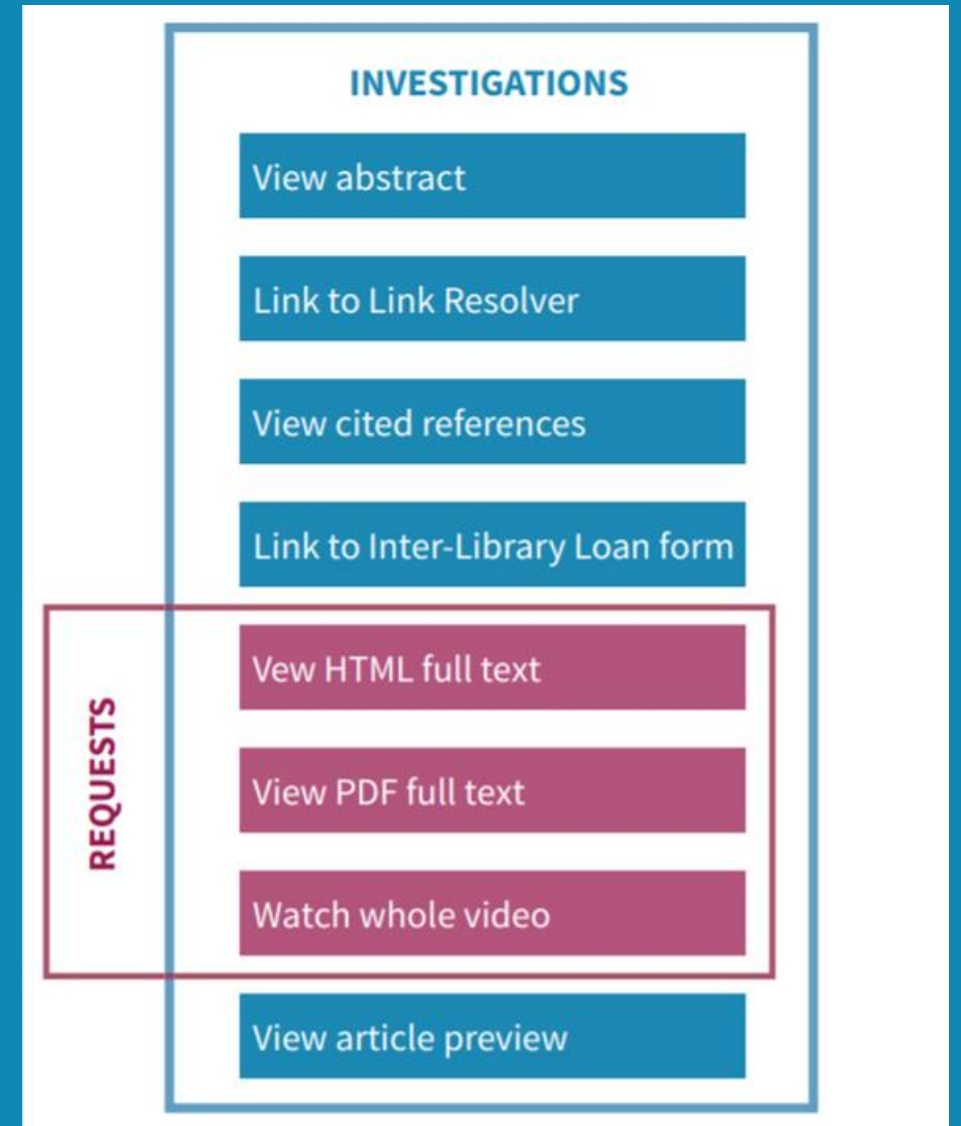 INVESTIGATIONS
View abstract
Link to Link Resolver
View cited references
Link to Inter-Library Loan form
REQUESTS
Vew HTML full text
View PDF full text
Watch whole video
View article preview